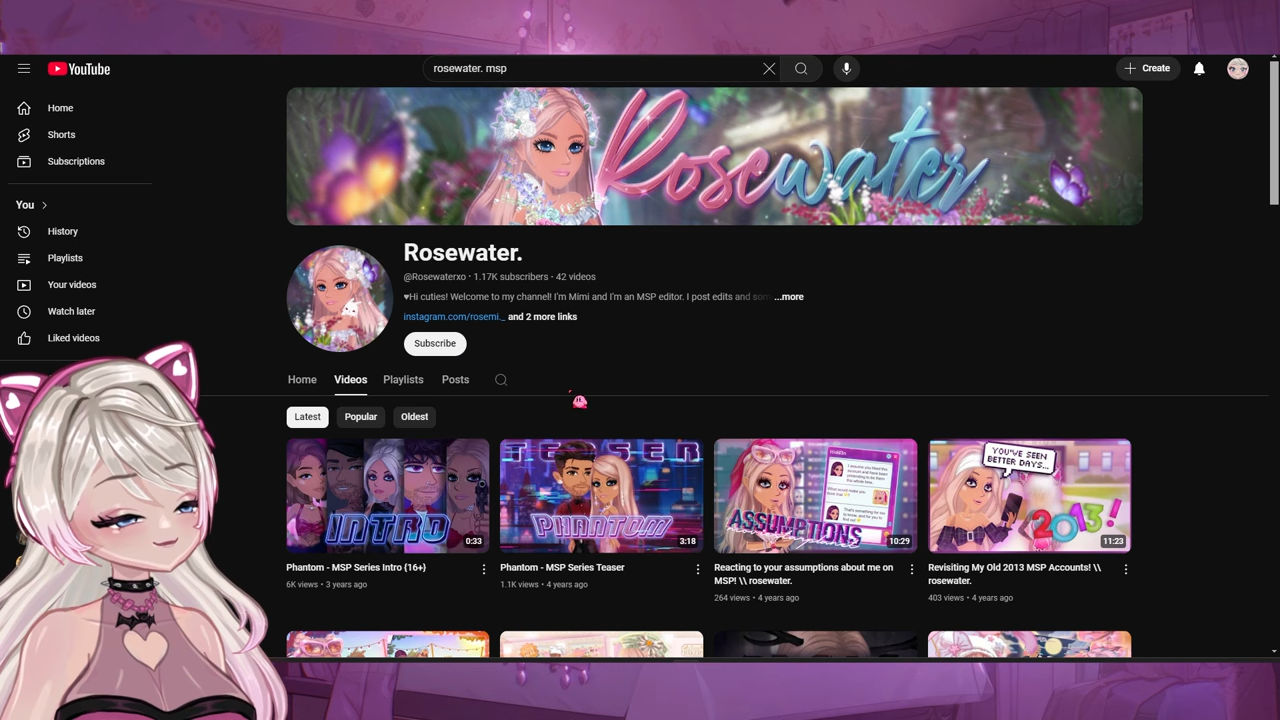 YouTube
rosewater. msp
Create
Home
Shorts
Subscriptions
You
History
Playlists
Your videos
Watch later
Liked videos
Rosewater
Rosewater.
@Rosewaterxo • 1.17K subscribers • 42 videos
♥Hi cuties! Welcome to my channel! I'm Mimi and I'm an MSP editor. I post edits and som ...more
instagram.com/rosemi._ and 2 more links
Subscribe
Home Videos Playlists Posts
Latest Popular Oldest
INTRO
0:33
TEASER
PHANTOM
3:18
ASSUMPTIONS
10:29
YOU'VE SEEN
BETTER DAYS...
2013!
11:23
Phantom - MSP Series Intro {16+}
6K views • 3 years ago
Phantom - MSP Series Teaser
1.1K views • 4 years ago
Reacting to your assumptions about me on
MSP! \\ rosewater.
264 views • 4 years ago
Revisiting My Old 2013 MSP Accounts! \\
rosewater.
403 views • 4 years ago